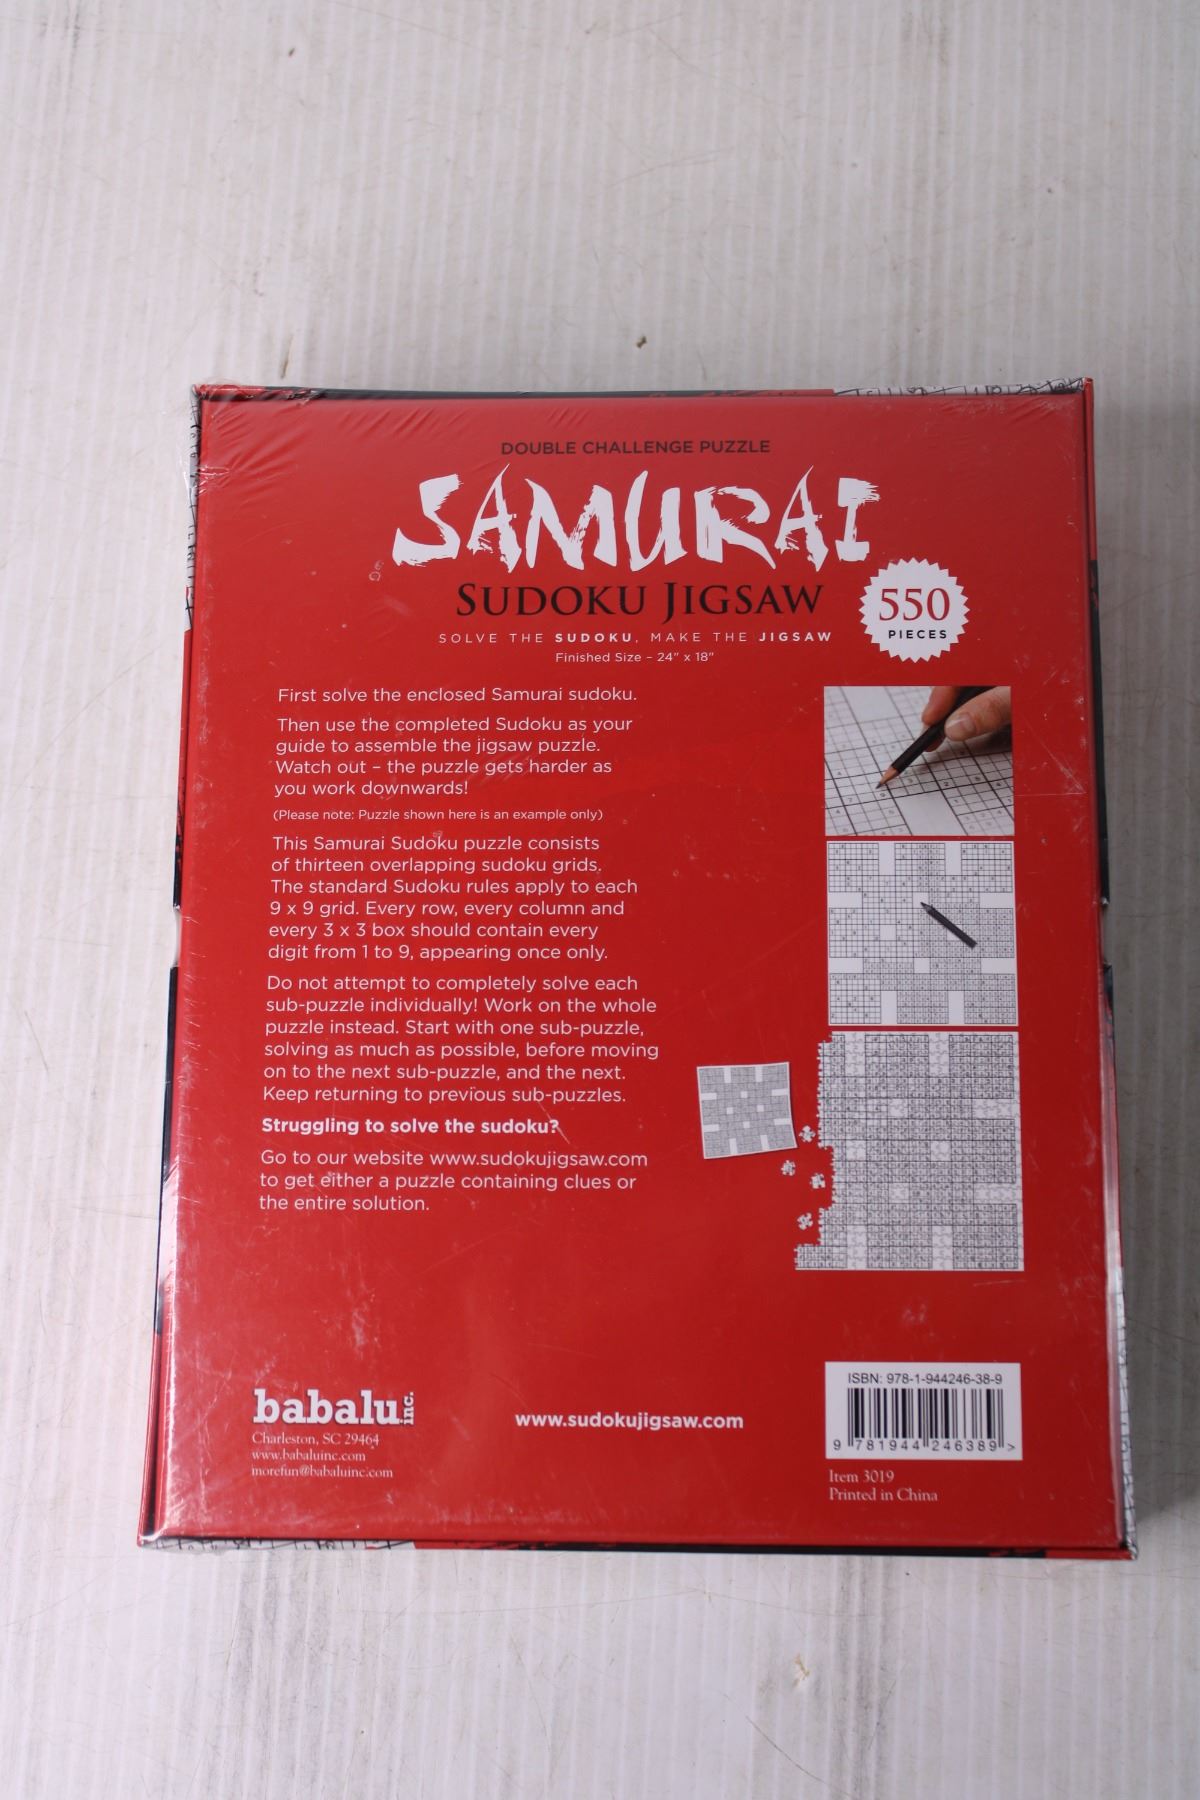 DOUBLE CHALLENGE PUZZLE
SAMURAI
SUDOKU JIGSAW
550
PIECES
SOLVE THE SUDOKU, MAKE THE JIGSAW
Finished Size – 24" x 18"
First solve the enclosed Samurai sudoku.
Then use the completed Sudoku as your
guide to assemble the jigsaw puzzle.
Watch out – the puzzle gets harder as
you work downwards!
(Please note: Puzzle shown here is an example only)
This Samurai Sudoku puzzle consists
of thirteen overlapping sudoku grids.
The standard Sudoku rules apply to each
9 x 9 grid. Every row, every column and
every 3 x 3 box should contain every
digit from 1 to 9, appearing once only.
Do not attempt to completely solve each
sub-puzzle individually! Work on the whole
puzzle instead. Start with one sub-puzzle,
solving as much as possible, before moving
on to the next sub-puzzle, and the next.
Keep returning to previous sub-puzzles.
Struggling to solve the sudoku?
Go to our website www.sudokujigsaw.com
to get either a puzzle containing clues or
the entire solution.
babalu inc.
Charleston, SC 29464
www.babaluinc.com
morefun@babaluinc.com
www.sudokujigsaw.com
ISBN: 978-1-944246-38-9
9 781944 246389 >
Item 3019
Printed in China